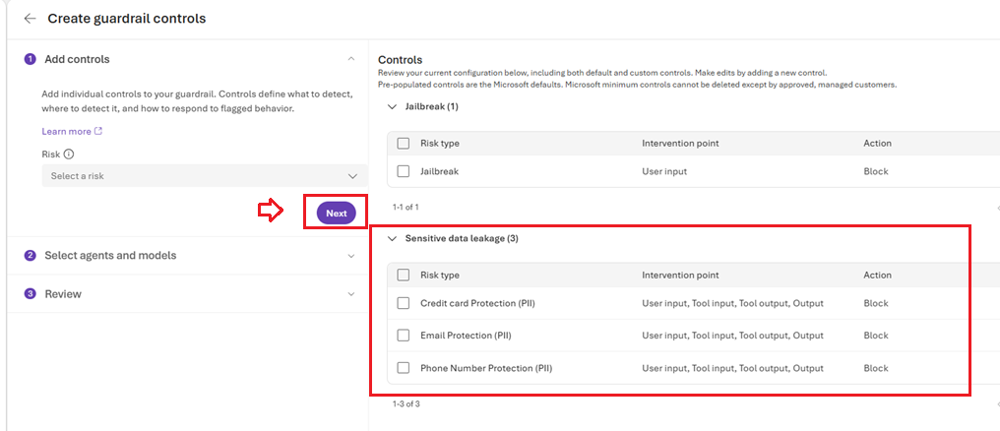 Create guardrail controls
1 Add controls
Add individual controls to your guardrail. Controls define what to detect,
where to detect it, and how to respond to flagged behavior.
Learn more
Risk
Select a risk
Next
2 Select agents and models
3 Review
Controls
Review your current configuration below, including both default and custom controls. Make edits by adding a new control.
Pre-populated controls are the Microsoft defaults. Microsoft minimum controls cannot be deleted except by approved, managed customers.
Jailbreak (1)
Risk type Intervention point Action
Jailbreak User input Block
1-1 of 1
Sensitive data leakage (3)
Risk type Intervention point Action
Credit card Protection (PII) User input, Tool input, Tool output, Output Block
Email Protection (PII) User input, Tool input, Tool output, Output Block
Phone Number Protection (PII) User input, Tool input, Tool output, Output Block
1-3 of 3